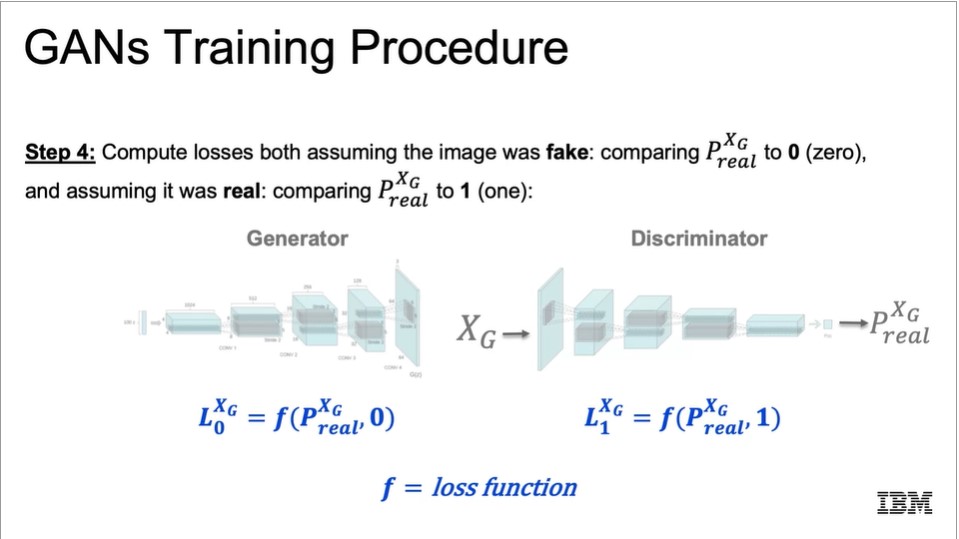 GANs Training Procedure
Step 4: Compute losses both assuming the image was fake: comparing P_{real}^{X_G} to 0 (zero),
and assuming it was real: comparing P_{real}^{X_G} to 1 (one):
Generator
Discriminator
X_G → → P_{real}^{X_G}
L_0^{X_G} = f(P_{real}^{X_G}, 0)
L_1^{X_G} = f(P_{real}^{X_G}, 1)
f = loss function
IBM